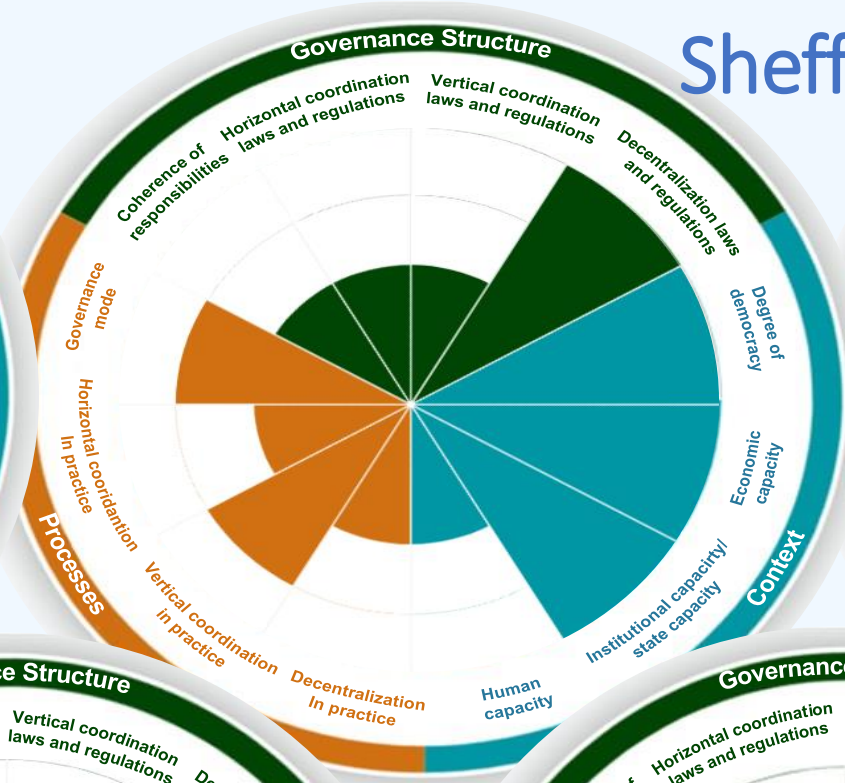 Sheff
Governance Structure
Coherence of
responsibilities
Horizontal coordination
laws and regulations
Vertical coordination
laws and regulations
Decentralization laws
and regulations
Degree of
democracy
Economic
capacity
Institutional capacirty/
state capacity
Human
capacity
Context
Decentralization
In practice
Vertical coordination
in practice
Horizontal cooridantion
In practice
Governance
mode
Processes
ce Structure
Vertical coordination
laws and regulations
De
Governance
Horizontal coordination
laws and regulations